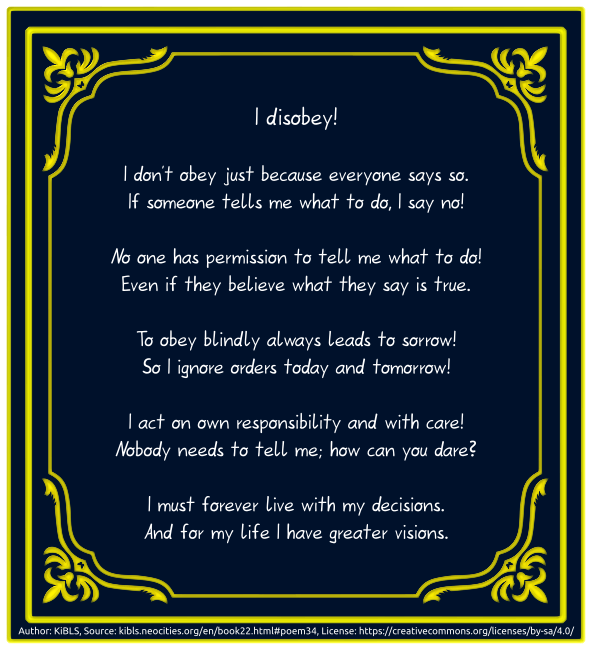 I disobey!
I don't obey just because everyone says so.
If someone tells me what to do, I say no!
No one has permission to tell me what to do!
Even if they believe what they say is true.
To obey blindly always leads to sorrow!
So I ignore orders today and tomorrow!
I act on own responsibility and with care!
Nobody needs to tell me; how can you dare?
I must forever live with my decisions.
And for my life I have greater visions.
Author: KiBLS, Source: kibls.neocities.org/en/book22.html#poem34, License: https://creativecommons.org/licenses/by-sa/4.0/